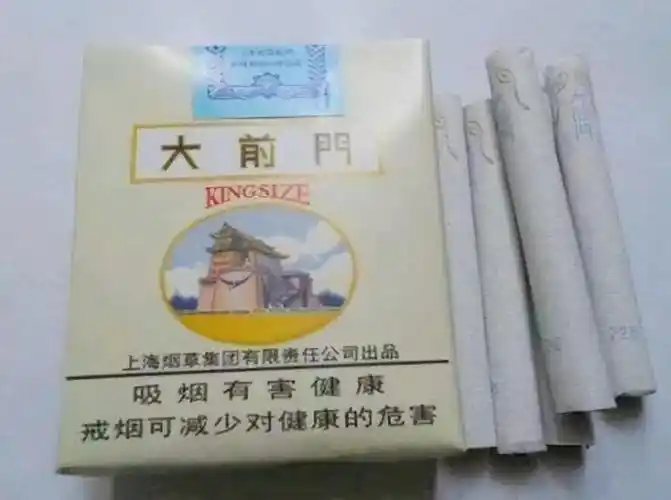 大前門
KINGSIZE
上海烟草集团有限责任公司出品
吸烟有害健康
戒烟可减少对健康的危害